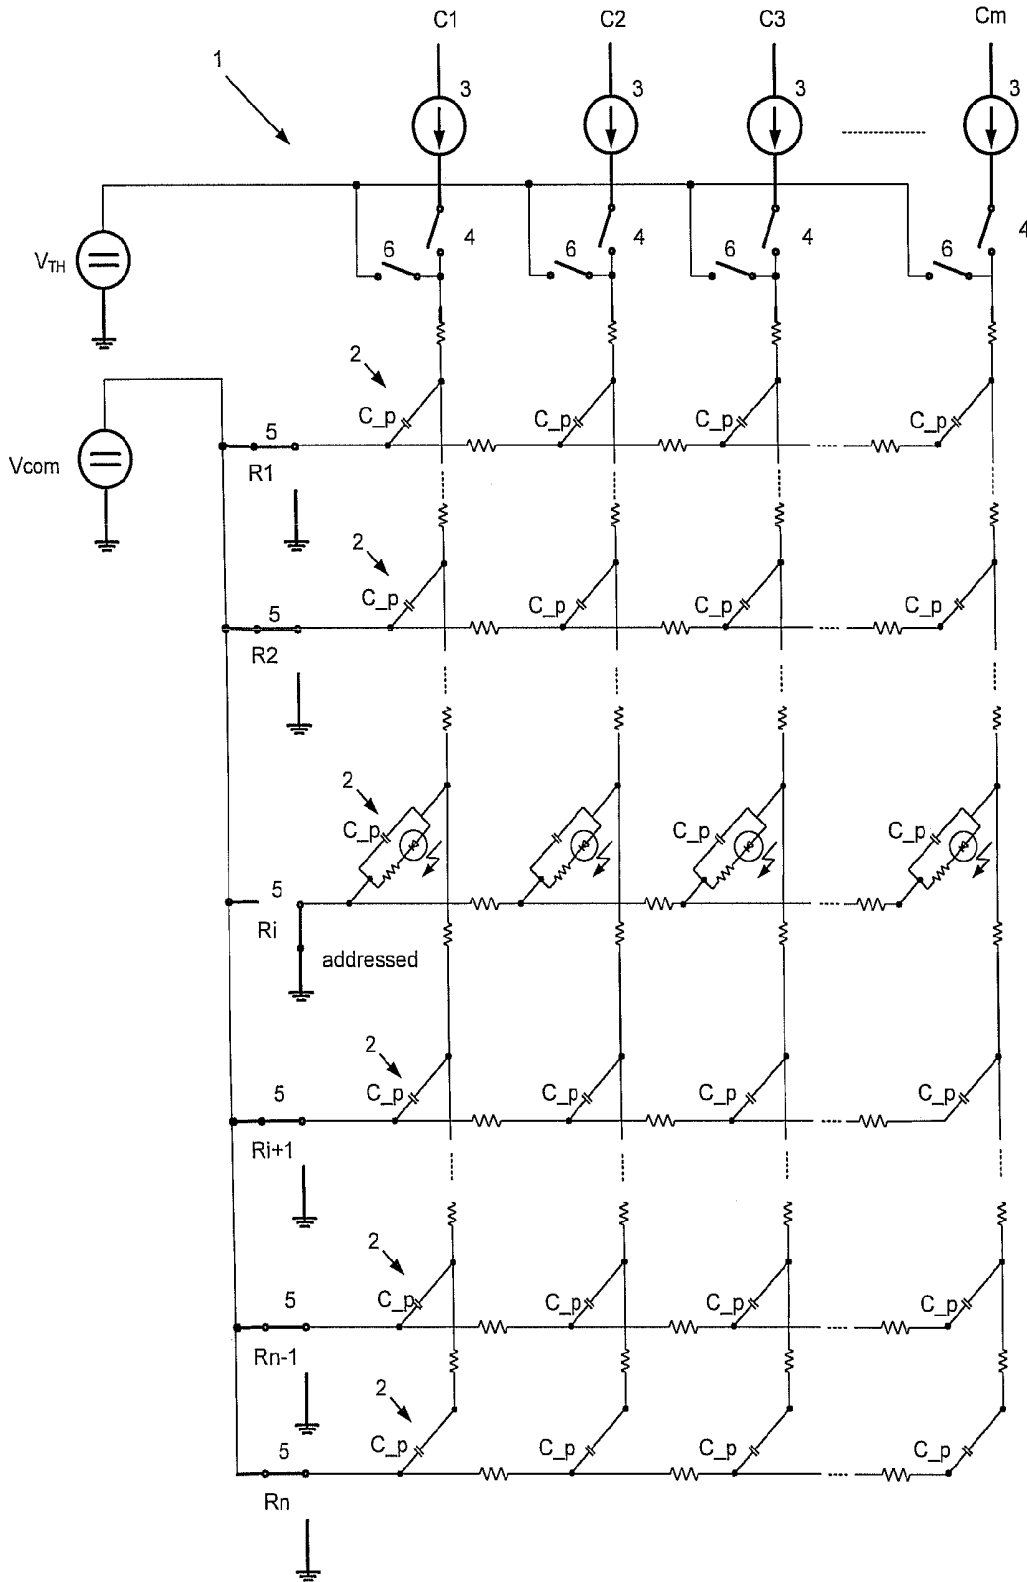 C1 C2 C3 Cm
1
3 3 3 3
4 4 4 4
6 6 6 6
V_TH
2
C_p C_p C_p C_p
5
Vcom
R1
2
C_p C_p C_p C_p
5
R2
2
C_p C_p C_p
5
Ri
addressed
2
5 C_p C_p C_p C_p
Ri+1
2
5 C_p C_p C_p C_p
Rn-1
2
5 C_p C_p C_p C_p
Rn